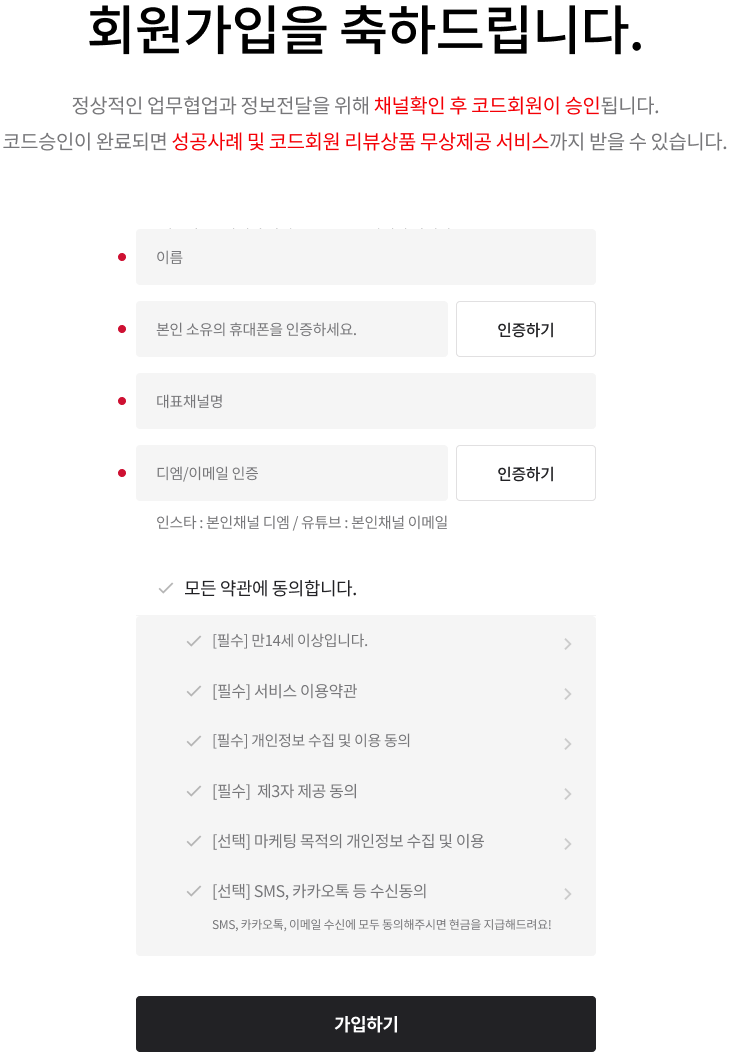 회원가입을 축하드립니다.
정상적인 업무협업과 정보전달을 위해 채널확인 후 코드회원이 승인됩니다.
코드승인이 완료되면 성공사례 및 코드회원 리뷰상품 무상제공 서비스까지 받을 수 있습니다.
이름
본인 소유의 휴대폰을 인증하세요. 인증하기
대표채널명
디엠/이메일 인증 인증하기
인스타 : 본인채널 디엠 / 유튜브 : 본인채널 이메일
모든 약관에 동의합니다.
[필수] 만14세 이상입니다.
[필수] 서비스 이용약관
[필수] 개인정보 수집 및 이용 동의
[필수] 제3자 제공 동의
[선택] 마케팅 목적의 개인정보 수집 및 이용
[선택] SMS, 카카오톡 등 수신동의
SMS, 카카오톡, 이메일 수신에 모두 동의해주시면 현금을 지급해드려요!
가입하기